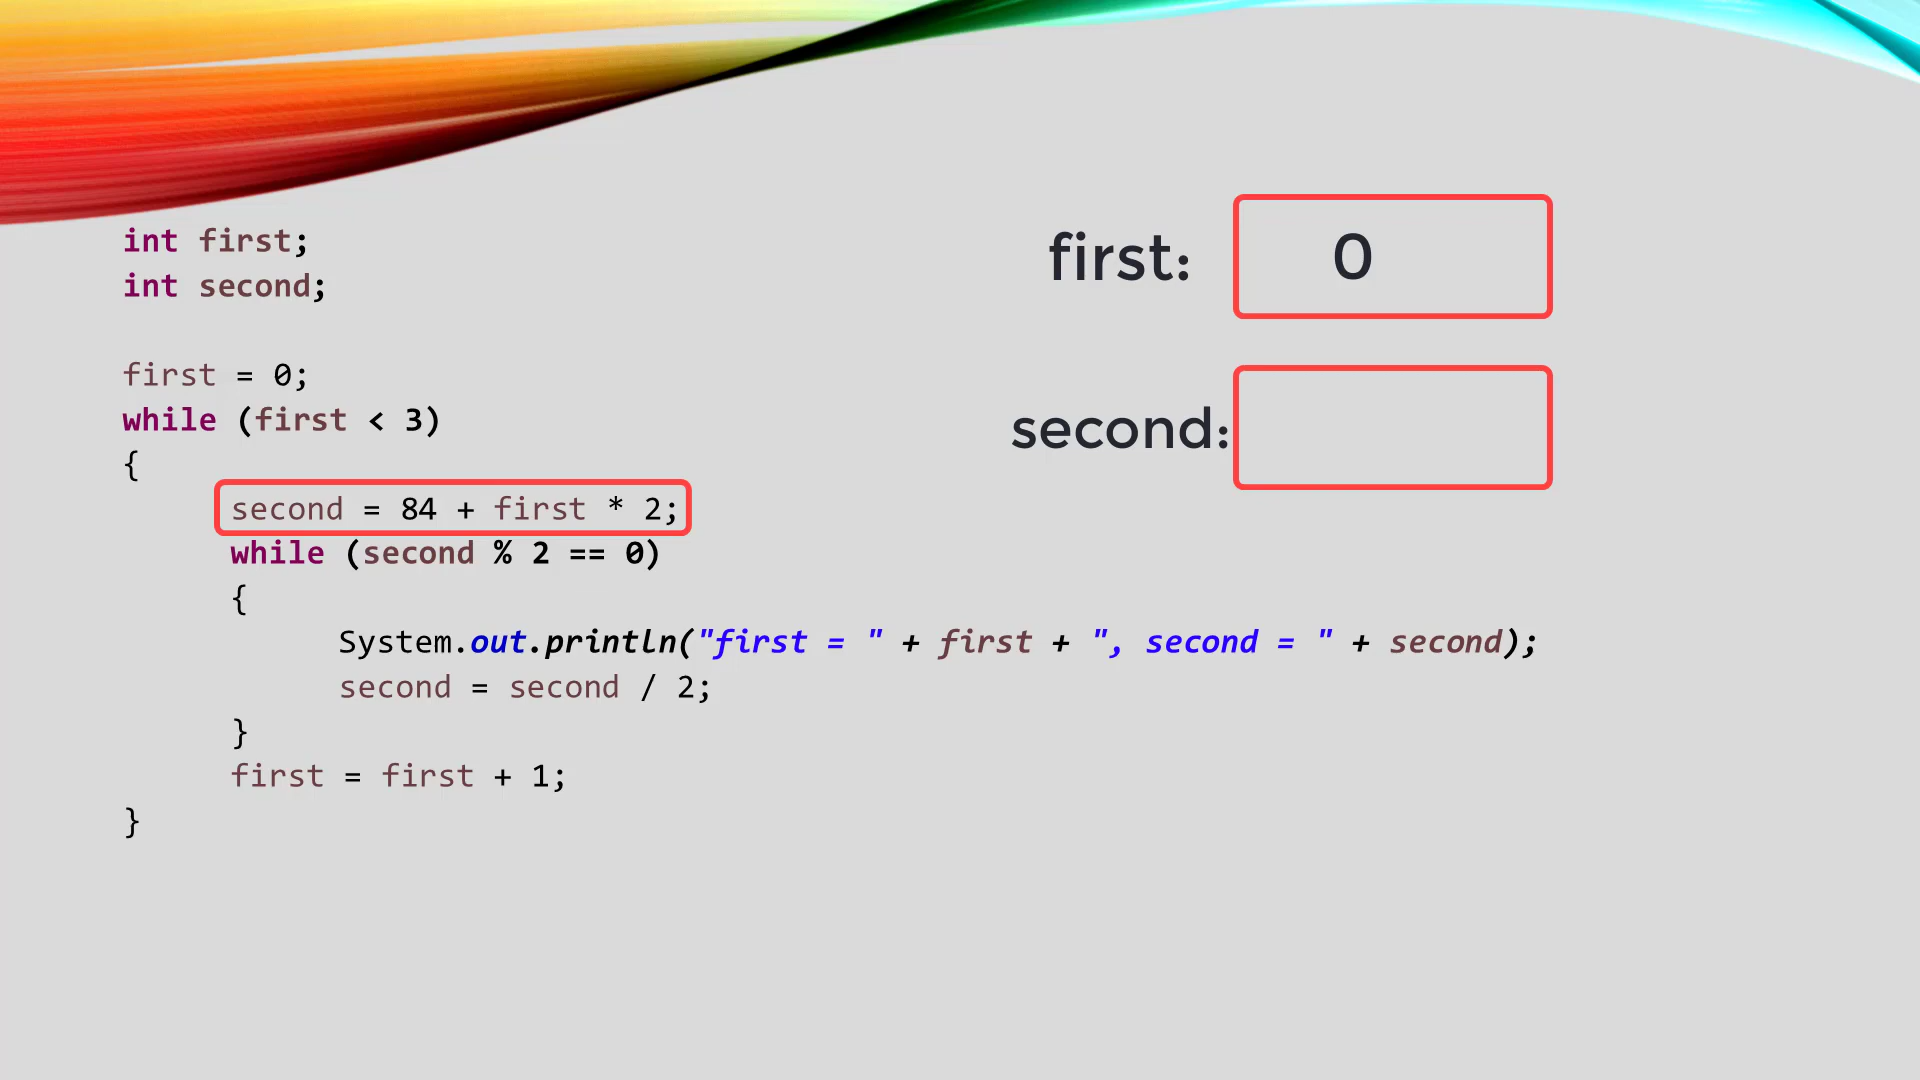 int first;
int second;
first = 0;
while (first < 3)
{
second = 84 + first * 2;
while (second % 2 == 0)
{
System.out.println("first = " + first + ", second = " + second);
second = second / 2;
}
first = first + 1;
}
first: 0
second: